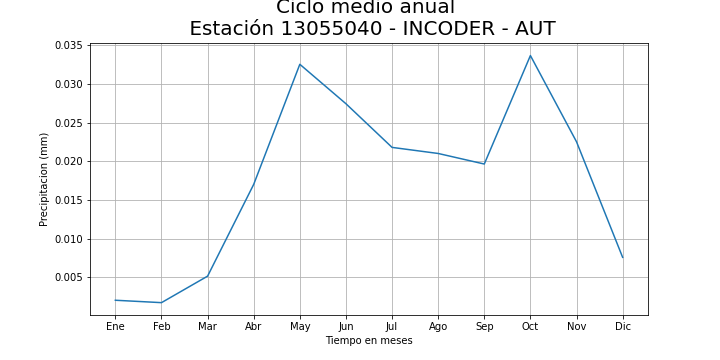 Ciclo medio anual
Estación 13055040 - INCODER - AUT
0.035
0.030
0.025
0.020
0.015
0.010
0.005
Precipitacion (mm)
Ene Feb Mar Abr May Jun Jul Ago Sep Oct Nov Dic
Tiempo en meses